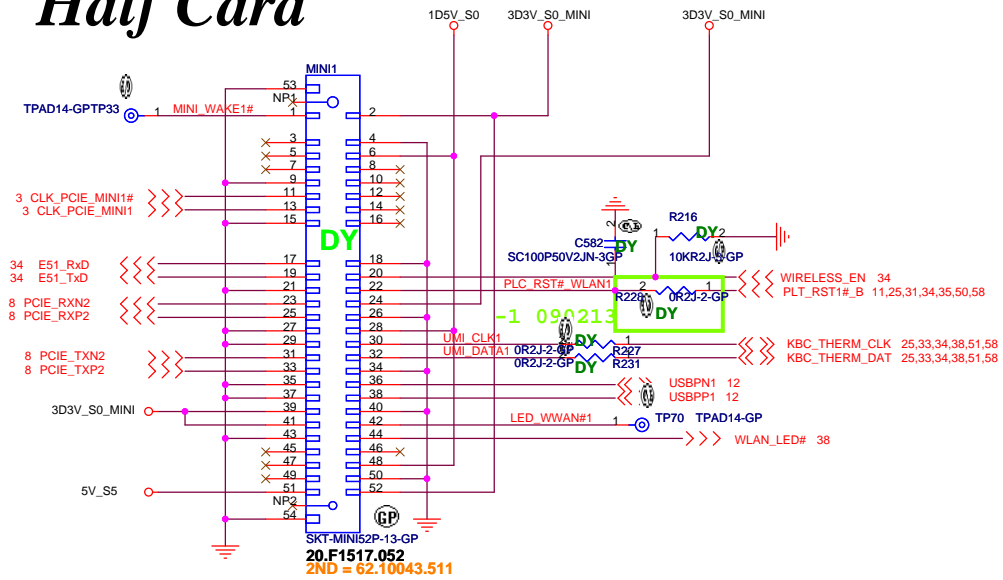 Half Card
1D5V_S0 3D3V_S0_MINI 3D3V_S0_MINI
MINI1
53
NP1
TPAD14-GPTP33 1 MINI_WAKE1# 1 2
3 4
5 6
7 8
9 10
3 CLK_PCIE_MINI1# 11 12
3 CLK_PCIE_MINI1 13 14
15 16
DY
2 C582 DY 1
SC100P50V2JN-3GP
R216
1 DY 2
10KR2J-3-GP
34 E51_RxD 17 18
34 E51_TxD 19 20 WIRELESS_EN 34
21 22 PLC_RST#_WLAN1 2 1 PLT_RST1#_B 11,25,31,34,35,50,58
R228 0R2J-2-GP
DY
8 PCIE_RXN2 23 24
8 PCIE_RXP2 25 26
-1 090213
27 28
29 30 UMI_CLK1 DY 1 KBC_THERM_CLK 25,33,34,38,51,58
0R2J-2-GP R227
8 PCIE_TXN2 31 32 UMI_DATA1 KBC_THERM_DAT 25,33,34,38,51,58
0R2J-2-GP DY R231
8 PCIE_TXP2 33 34
35 36 USBPN1 12
37 38 USBPP1 12
3D3V_S0_MINI 39 40
41 42 LED_WWAN#1 1 TP70 TPAD14-GP
43 44 WLAN_LED# 38
45 46
47 48
49 50
5V_S5 51 52
NP2
54
GP
SKT-MINI52P-13-GP
20.F1517.052
2ND = 62.10043.511